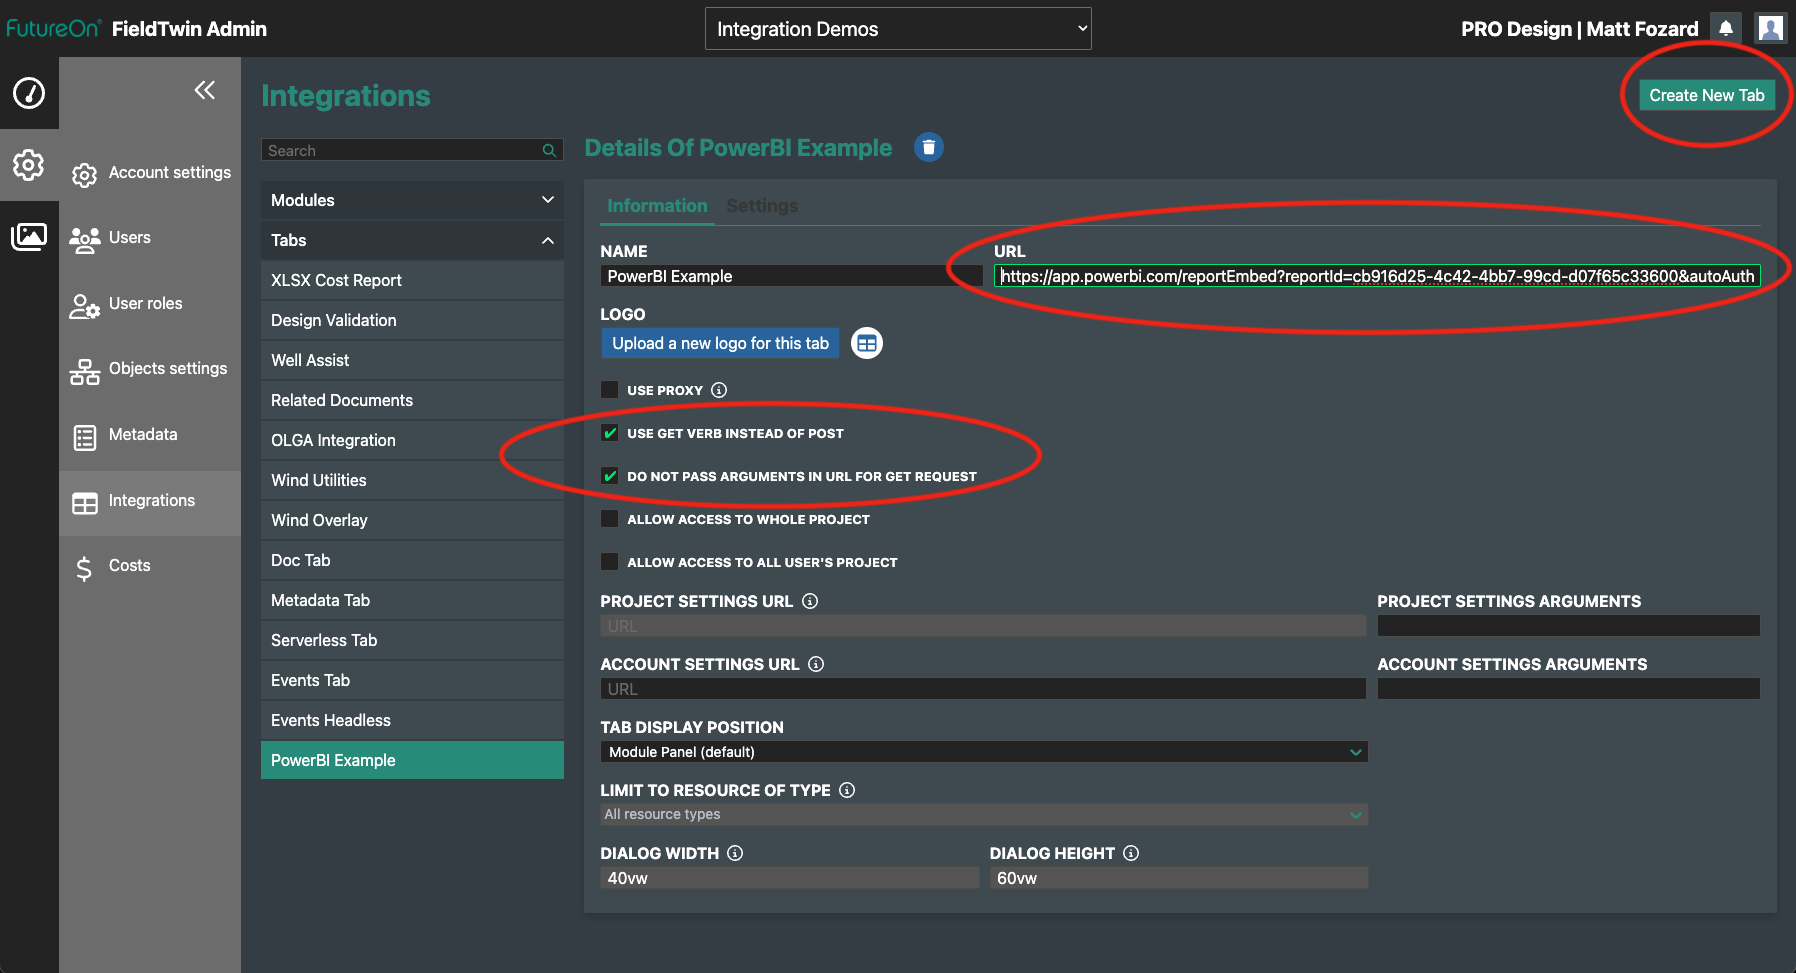 FutureOn® FieldTwin Admin
Integration Demos
PRO Design | Matt Fozard
Account settings
Users
User roles
Objects settings
Metadata
Integrations
Costs
Integrations
Create New Tab
Search
Modules
Tabs
XLSX Cost Report
Design Validation
Well Assist
Related Documents
OLGA Integration
Wind Utilities
Wind Overlay
Doc Tab
Metadata Tab
Serverless Tab
Events Tab
Events Headless
PowerBI Example
Details Of PowerBI Example
Information Settings
NAME
PowerBI Example
URL
https://app.powerbi.com/reportEmbed?reportId=cb916d25-4c42-4bb7-99cd-d07f65c33600&autoAuth
LOGO
Upload a new logo for this tab
USE PROXY
USE GET VERB INSTEAD OF POST
DO NOT PASS ARGUMENTS IN URL FOR GET REQUEST
ALLOW ACCESS TO WHOLE PROJECT
ALLOW ACCESS TO ALL USER'S PROJECT
PROJECT SETTINGS URL
URL
PROJECT SETTINGS ARGUMENTS
ACCOUNT SETTINGS URL
URL
ACCOUNT SETTINGS ARGUMENTS
TAB DISPLAY POSITION
Module Panel (default)
LIMIT TO RESOURCE OF TYPE
All resource types
DIALOG WIDTH
40vw
DIALOG HEIGHT
60vw